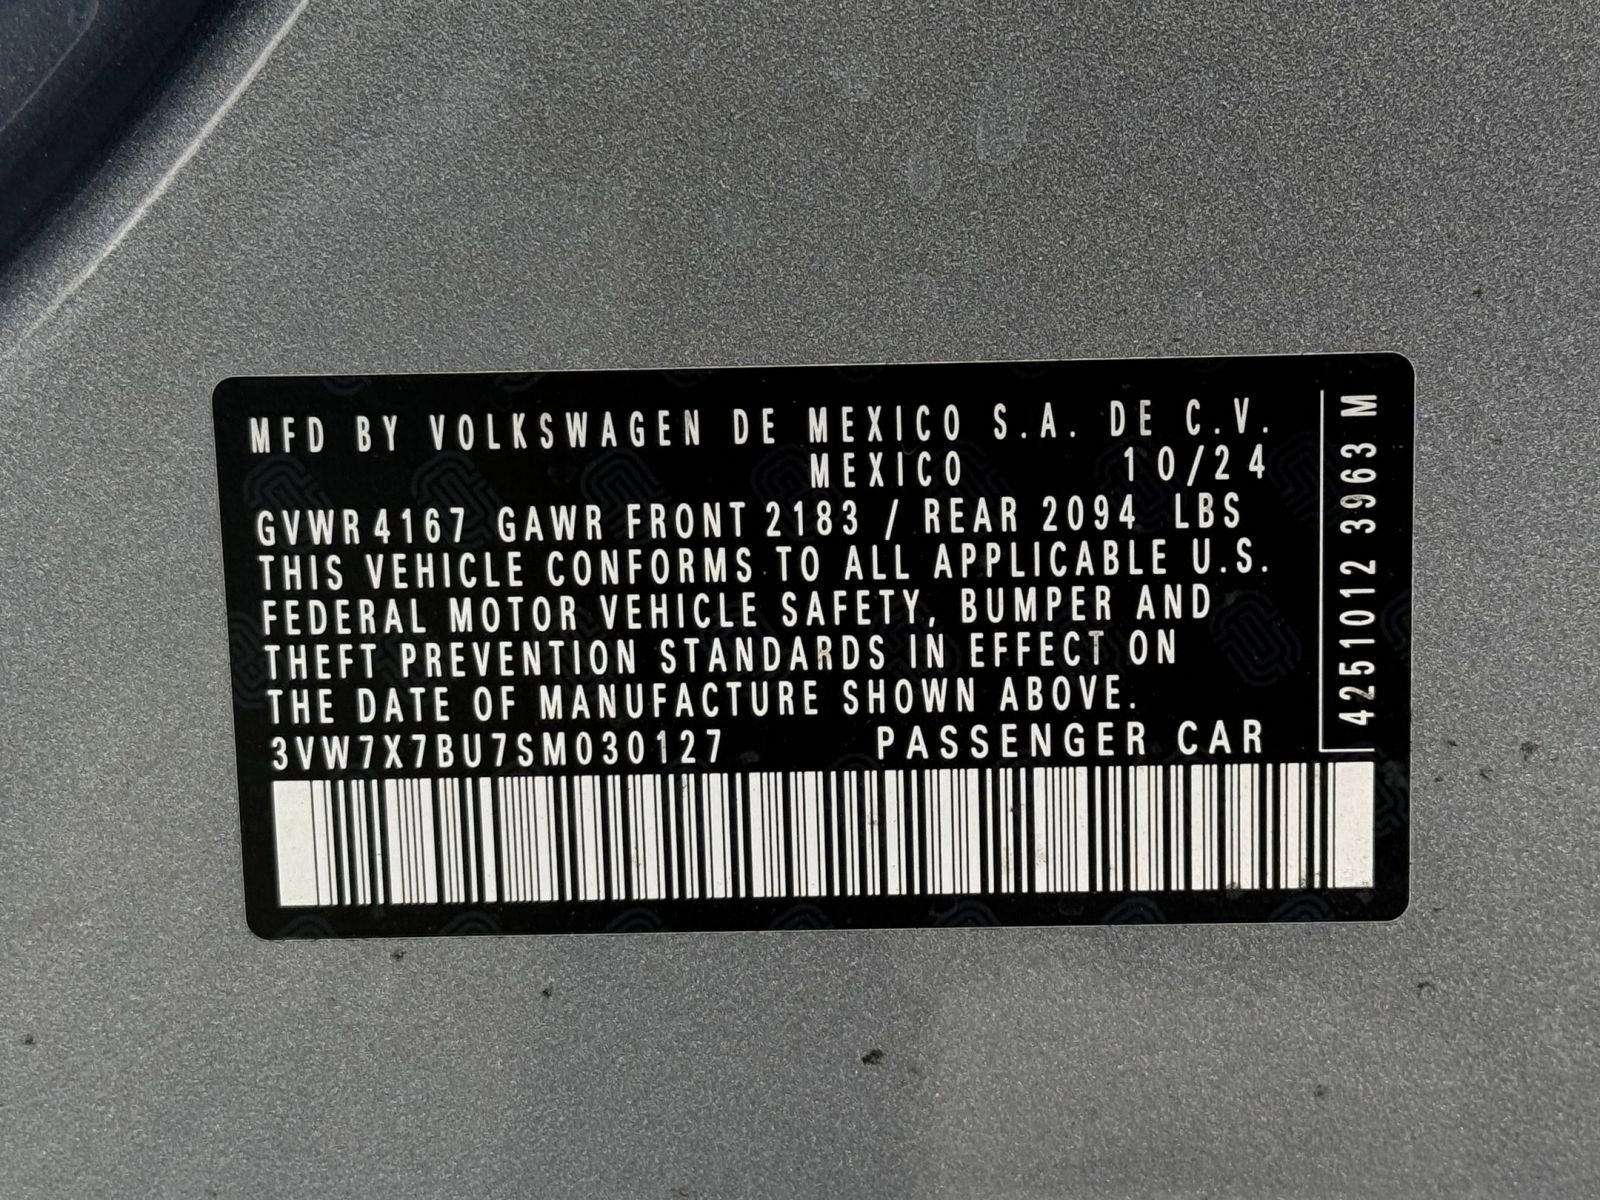 MFD BY VOLKSWAGEN DE MEXICO S.A. DE C.V.
MEXICO 10/24
GVWR 4167 GAWR FRONT 2183 / REAR 2094 LBS
THIS VEHICLE CONFORMS TO ALL APPLICABLE U.S.
FEDERAL MOTOR VEHICLE SAFETY, BUMPER AND
THEFT PREVENTION STANDARDS IN EFFECT ON
THE DATE OF MANUFACTURE SHOWN ABOVE.
3VW7X7BU7SM030127 PASSENGER CAR
4251012 3963 M